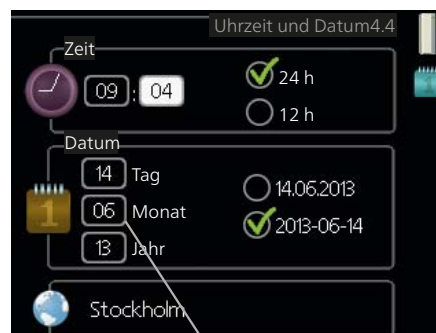 Uhrzeit und Datum4.4
Zeit
09 : 04
24 h
12 h
Datum
14 Tag
06 Monat
13 Jahr
14.06.2013
2013-06-14
Stockholm